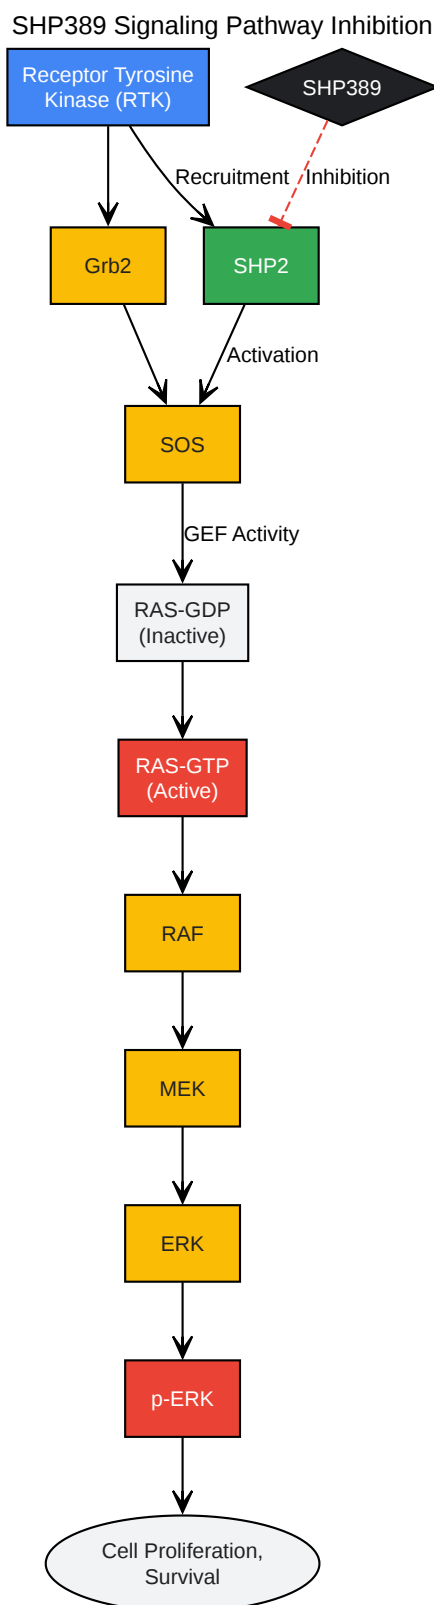 SHP389 Signaling Pathway Inhibition
Receptor Tyrosine
Kinase (RTK)
SHP389
Recruitment
Inhibition
Grb2
SHP2
Activation
SOS
GEF Activity
RAS-GDP
(Inactive)
RAS-GTP
(Active)
RAF
MEK
ERK
p-ERK
Cell Proliferation,
Survival